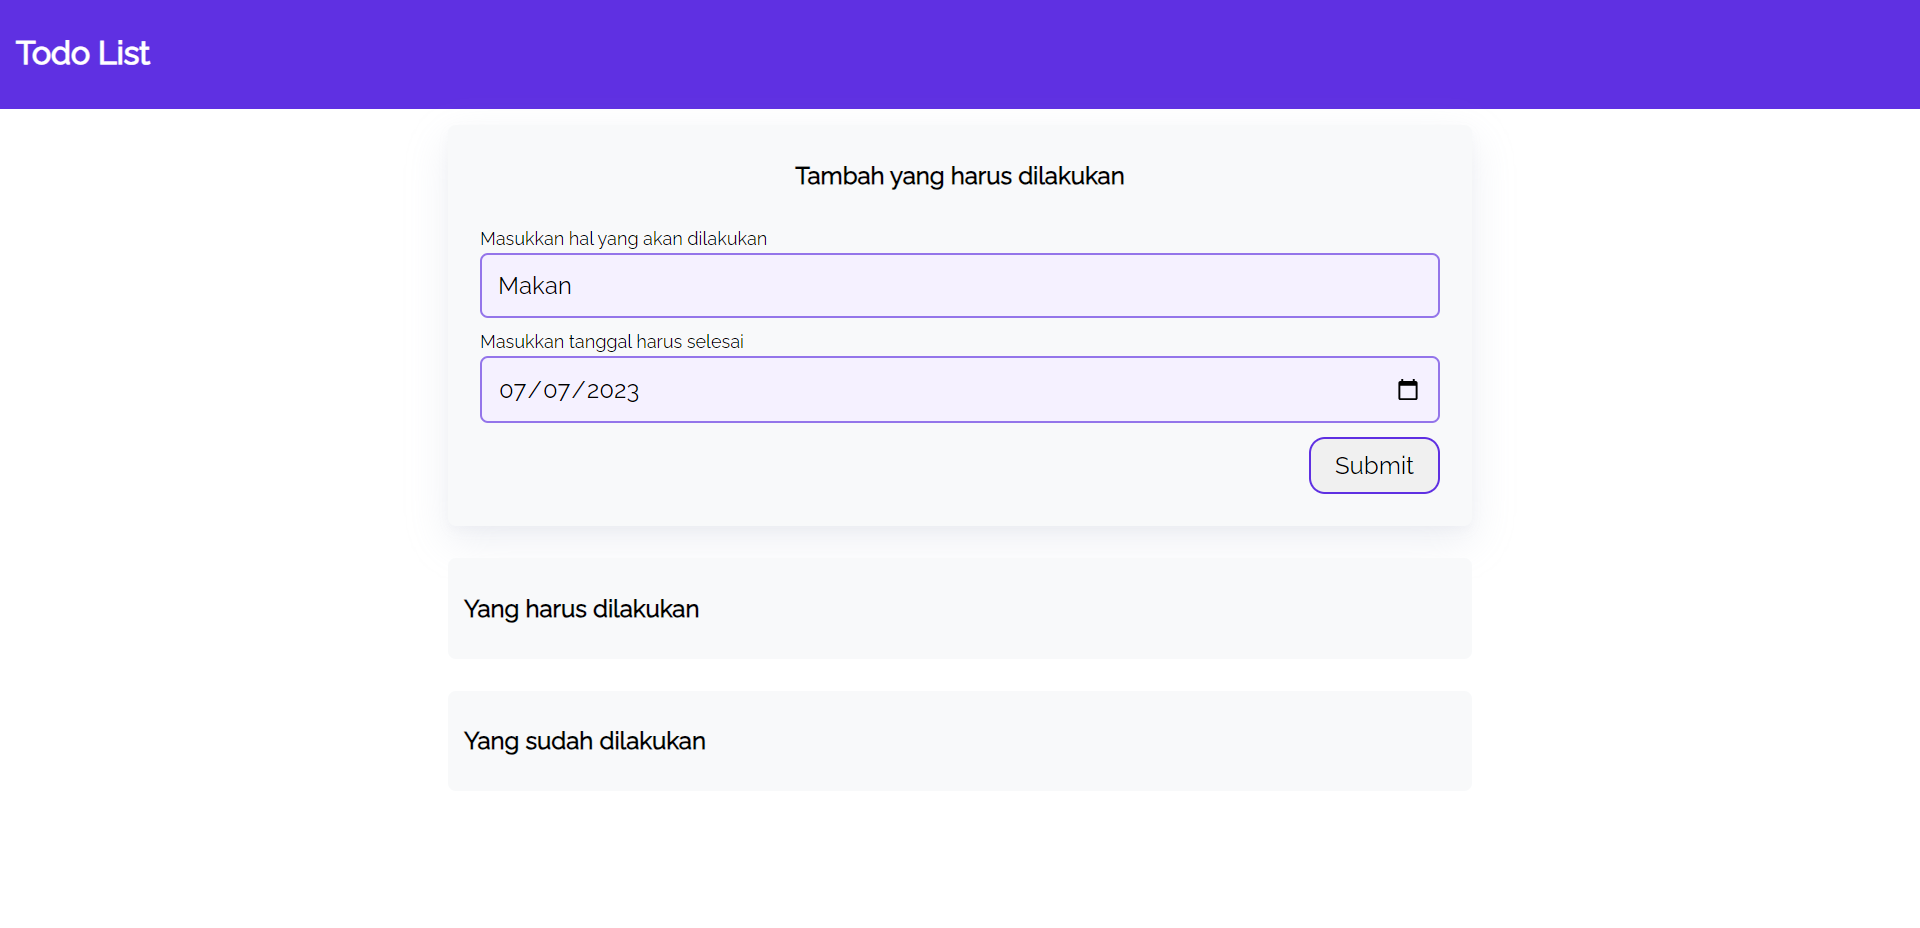 Todo List
Tambah yang harus dilakukan
Masukkan hal yang akan dilakukan
Makan
Masukkan tanggal harus selesai
07/07/2023
Submit
Yang harus dilakukan
Yang sudah dilakukan